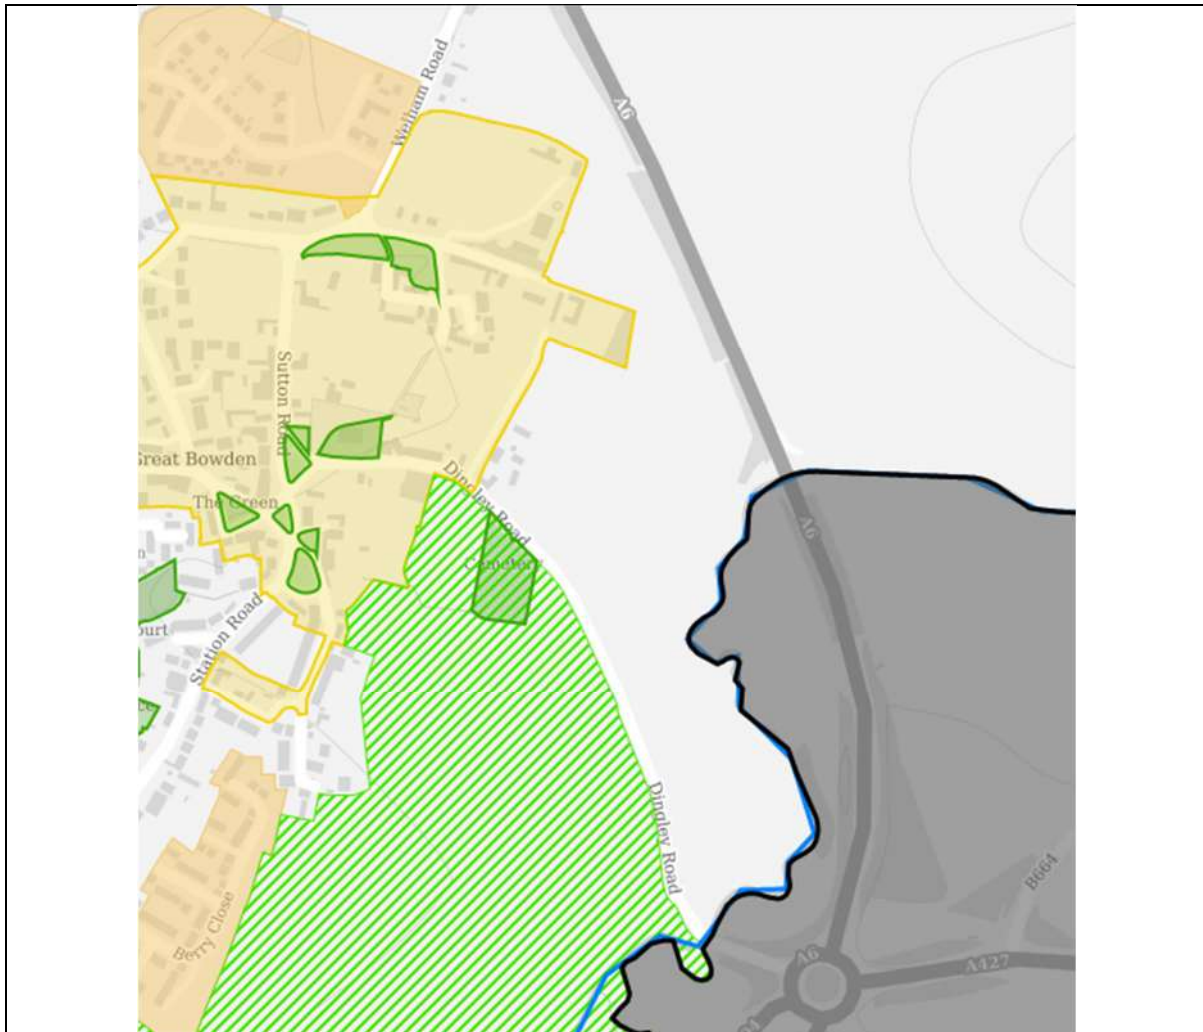 Welham Road
A6
Sutton Road
Great Bowden
Dingley Road
The Green
Cemetery
A6
Station Road
Dingley Road
B664
Berry Close
A6
A427